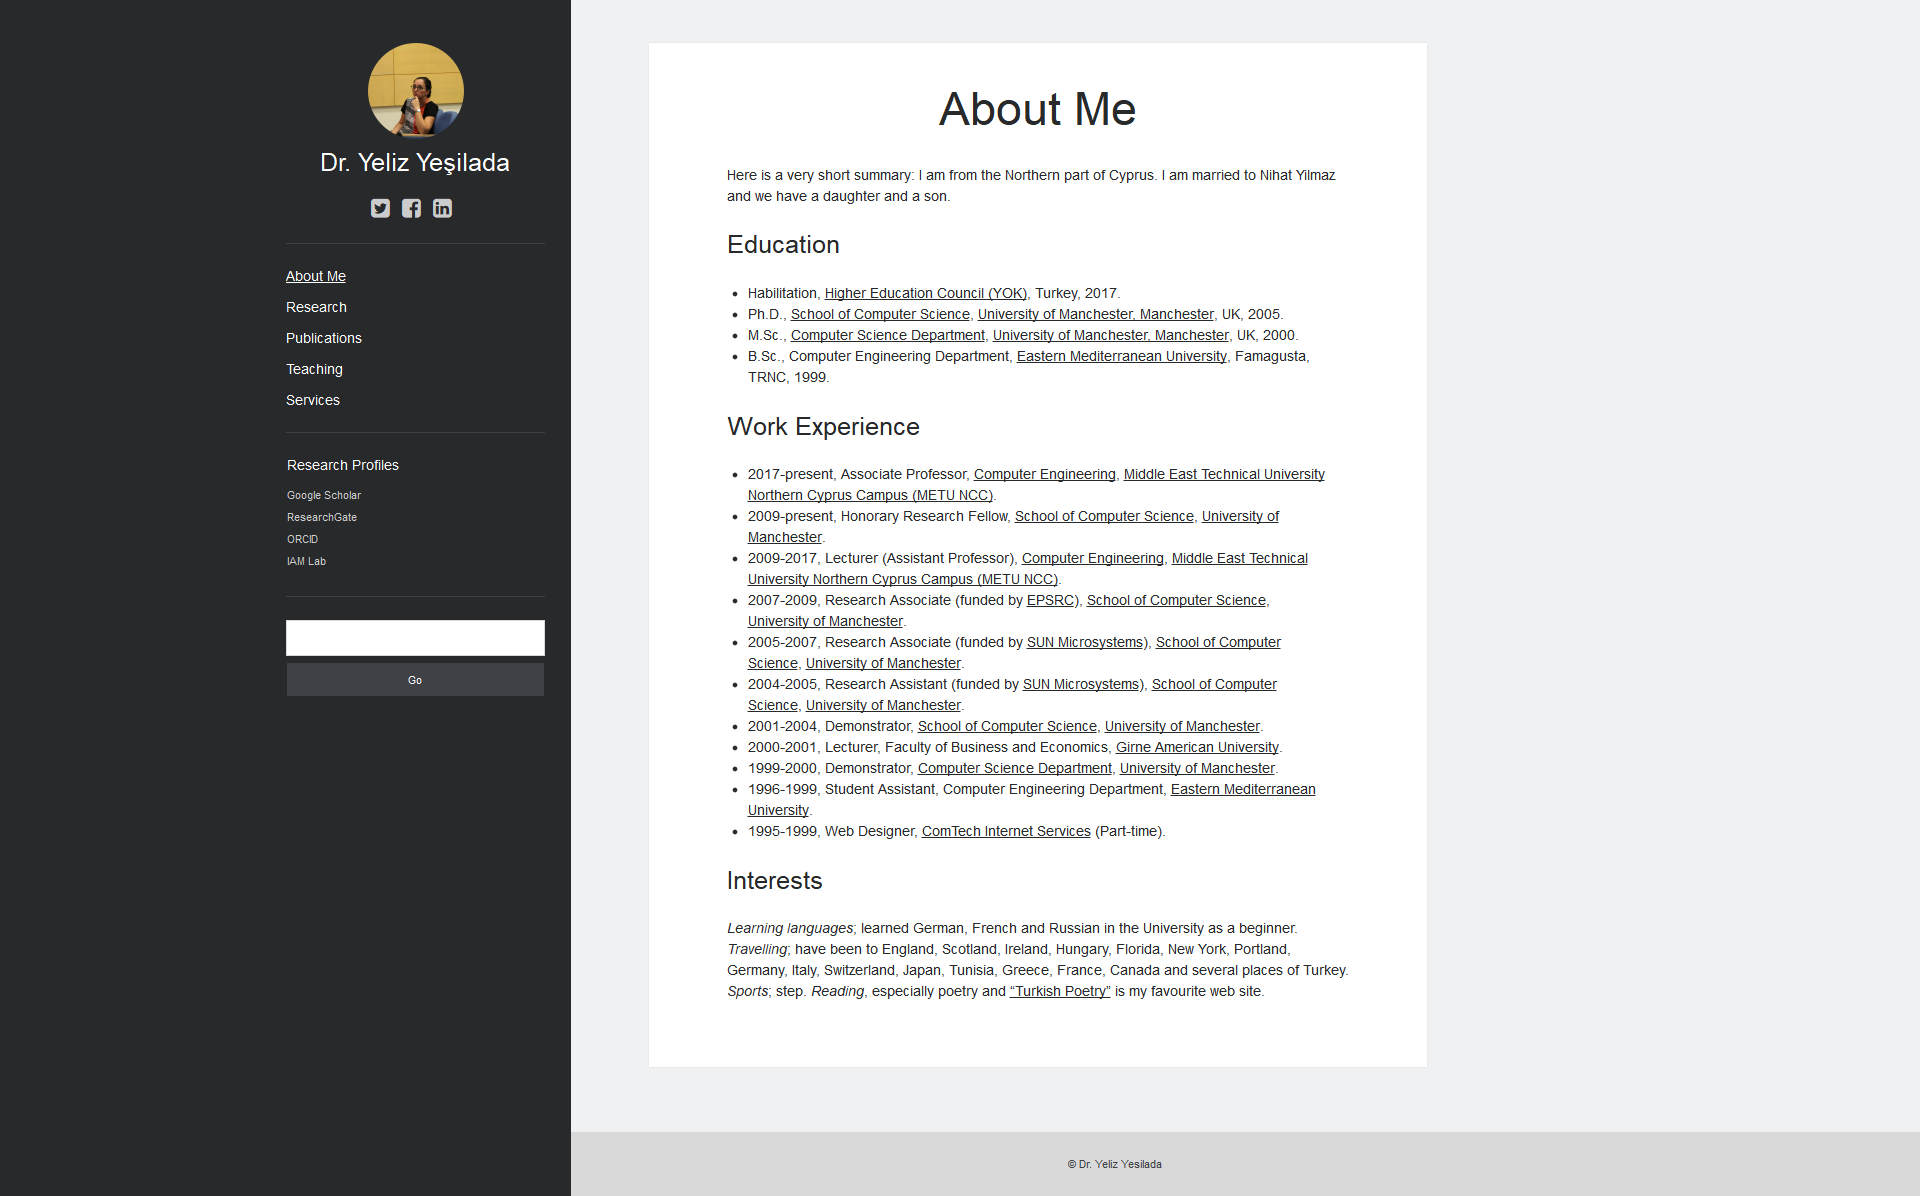 Dr. Yeliz Yeşilada
About Me
Research
Publications
Teaching
Services
Research Profiles
Google Scholar
ResearchGate
ORCID
IAM Lab
Go
About Me
Here is a very short summary: I am from the Northern part of Cyprus. I am married to Nihat Yilmaz
and we have a daughter and a son.
Education
Habilitation, Higher Education Council (YOK), Turkey, 2017.
Ph.D., School of Computer Science, University of Manchester, Manchester, UK, 2005.
M.Sc., Computer Science Department, University of Manchester, Manchester, UK, 2000.
B.Sc., Computer Engineering Department, Eastern Mediterranean University, Famagusta,
TRNC, 1999.
Work Experience
2017-present, Associate Professor, Computer Engineering, Middle East Technical University
Northern Cyprus Campus (METU NCC).
2009-present, Honorary Research Fellow, School of Computer Science, University of
Manchester.
2009-2017, Lecturer (Assistant Professor), Computer Engineering, Middle East Technical
University Northern Cyprus Campus (METU NCC).
2007-2009, Research Associate (funded by EPSRC), School of Computer Science,
University of Manchester.
2005-2007, Research Associate (funded by SUN Microsystems), School of Computer
Science, University of Manchester.
2004-2005, Research Assistant (funded by SUN Microsystems), School of Computer
Science, University of Manchester.
2001-2004, Demonstrator, School of Computer Science, University of Manchester.
2000-2001, Lecturer, Faculty of Business and Economics, Girne American University.
1999-2000, Demonstrator, Computer Science Department, University of Manchester.
1996-1999, Student Assistant, Computer Engineering Department, Eastern Mediterranean
University.
1995-1999, Web Designer, ComTech Internet Services (Part-time).
Interests
Learning languages; learned German, French and Russian in the University as a beginner.
Travelling; have been to England, Scotland, Ireland, Hungary, Florida, New York, Portland,
Germany, Italy, Switzerland, Japan, Tunisia, Greece, France, Canada and several places of Turkey.
Sports; step. Reading, especially poetry and “Turkish Poetry” is my favourite web site.
© Dr. Yeliz Yesilada